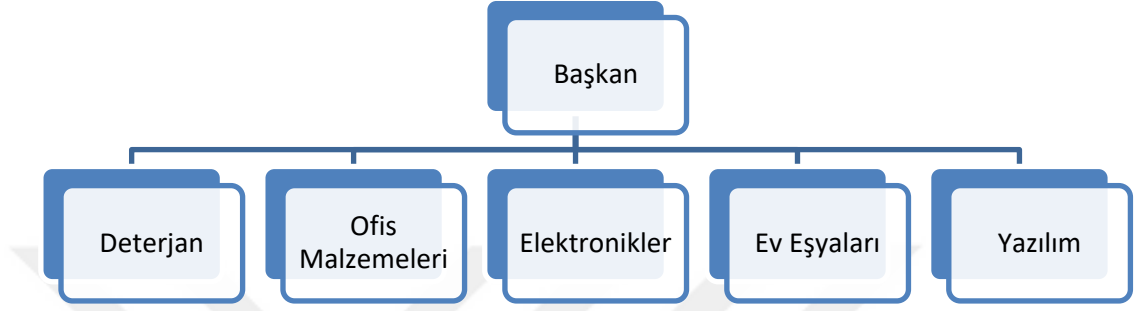 Başkan
Deterjan
Ofis
Malzemeleri
Elektronikler
Ev Eşyaları
Yazılım